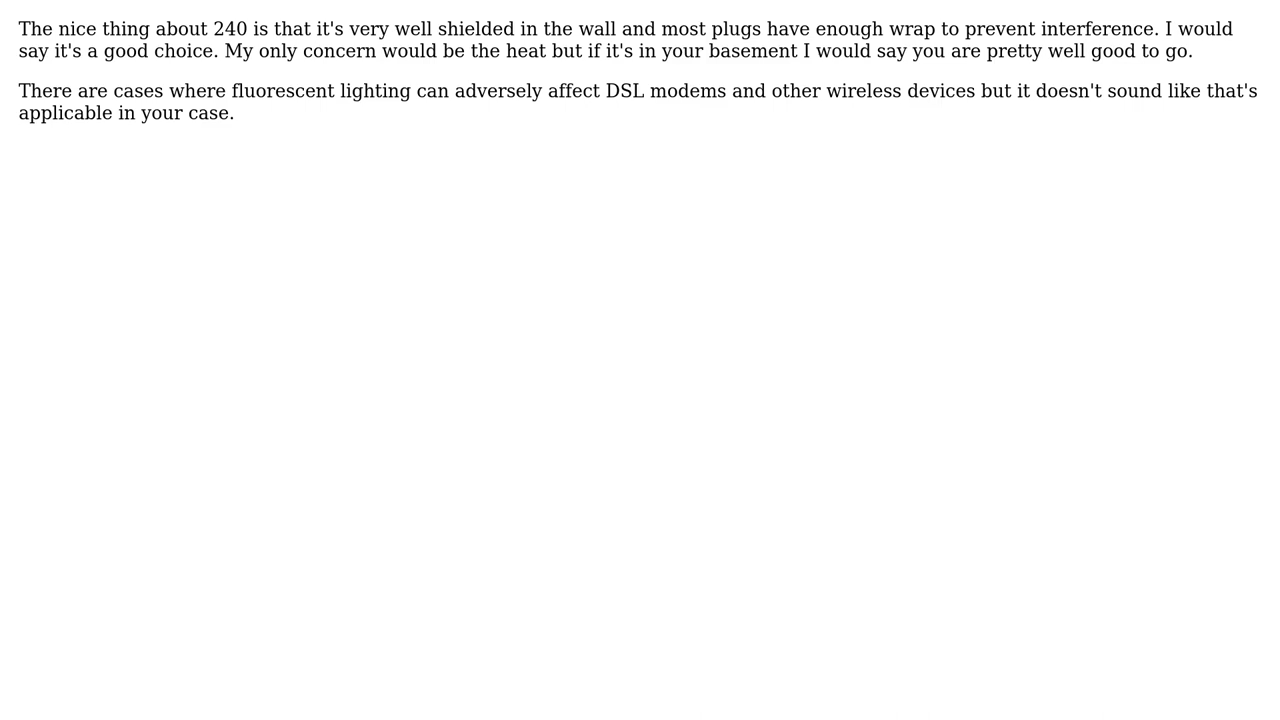 The nice thing about 240 is that it's very well shielded in the wall and most plugs have enough wrap to prevent interference. I would
say it's a good choice. My only concern would be the heat but if it's in your basement I would say you are pretty well good to go.
There are cases where fluorescent lighting can adversely affect DSL modems and other wireless devices but it doesn't sound like that's
applicable in your case.